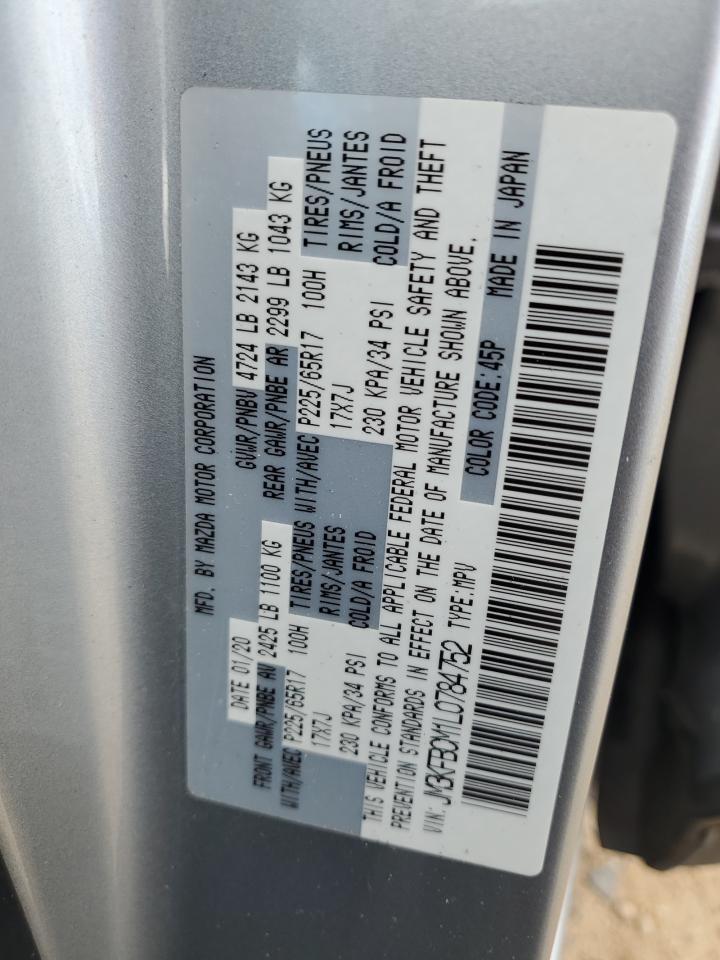 MFD. BY MAZDA MOTOR CORPORATION
DATE 01/20 GVWR/PNBV 4724 LB 2143 KG
FRONT GAWR/PNBE AV 2425 LB 1100 KG REAR GAWR/PNBE AR 2299 LB 1043 KG
WITH/AVEC P225/65R17 100H TIRES/PNEUS WITH/AVEC P225/65R17 100H TIRES/PNEUS
17X7J RIMS/JANTES 17X7J RIMS/JANTES
230 KPA/34 PSI COLD/A FROID 230 KPA/34 PSI COLD/A FROID
THIS VEHICLE CONFORMS TO ALL APPLICABLE FEDERAL MOTOR VEHICLE SAFETY AND THEFT
PREVENTION STANDARDS IN EFFECT ON THE DATE OF MANUFACTURE SHOWN ABOVE.
VIN: JM3KFBDM1L0784752 TYPE:MPV
COLOR CODE:45P MADE IN JAPAN